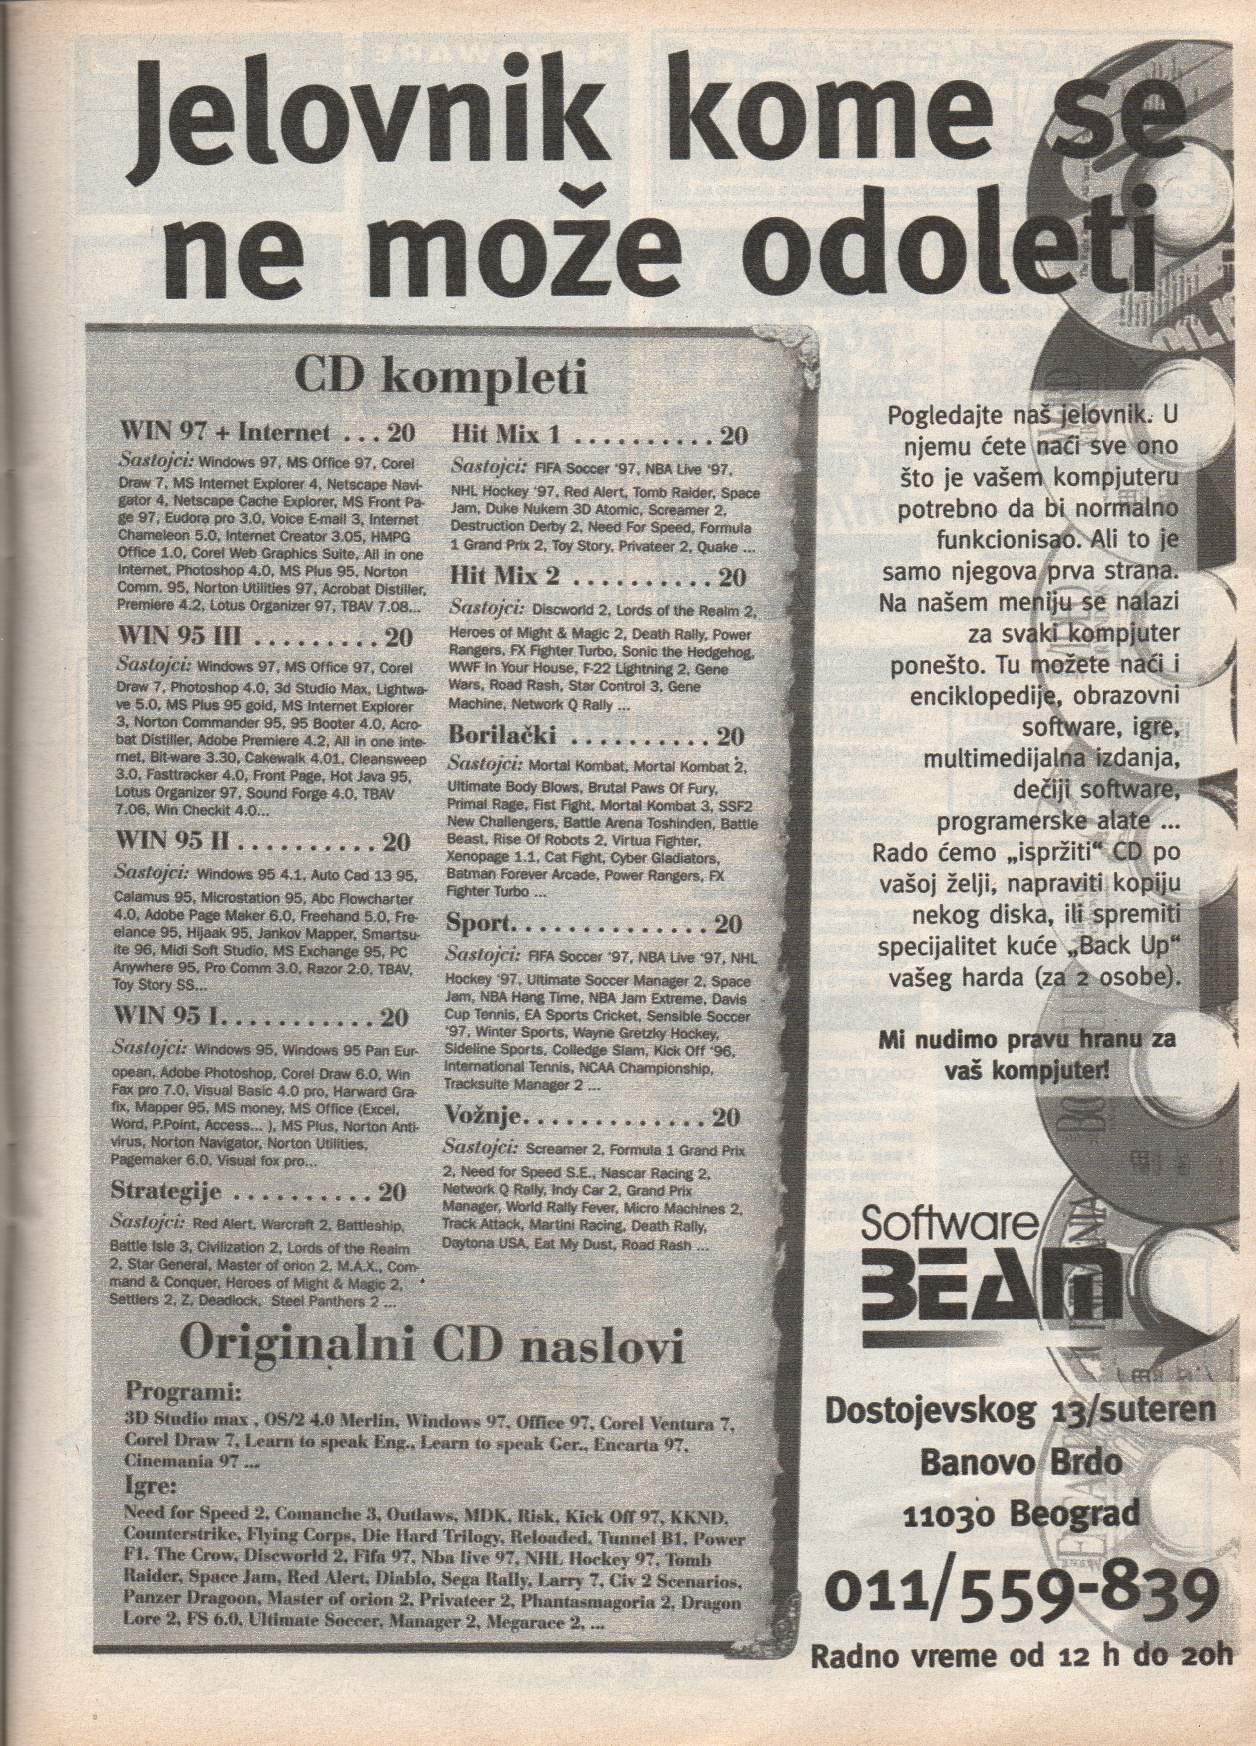 Jelovnik kome se
ne može odoleti
CD kompleti
WIN 97 + Internet ... 20
Sastojci: Windows 97, MS Office 97, Corel
Draw 7, MS Internet Explorer 4, Netscape Navi-
gator 4, Netscape Cache Explorer, MS Front Pa-
ge 97, Eudora pro 3.0, Voice E-mail 3, Internet
Chameleon 5.0, Internet Creator 3.05, HMPG
Office 1.0, Corel Web Graphics Suite, All in one
Internet, Photoshop 4.0, MS Plus 95, Norton
Comm. 95, Norton Utilities 97, Acrobat Distiller,
Premiere 4.2, Lotus Organizer 97, TBAV 7.08...
WIN 95 III ......... 20
Sastojci: Windows 97, MS Office 97, Corel
Draw 7, Photoshop 4.0, 3d Studio Max, Lightwa-
ve 5.0, MS Plus 95 gold, MS Internet Explorer
3, Norton Commander 95, 95 Booter 4.0, Acro-
bat Distiller, Adobe Premiere 4.2, All in one inte-
rnet, Bit-ware 3.30, Cakewalk 4.01, Cleansweep
3.0, Fasttracker 4.0, Front Page, Hot Java 95,
Lotus Organizer 97, Sound Forge 4.0, TBAV
7.06, Win Checkit 4.0...
WIN 95 II .......... 20
Sastojci: Windows 95 4.1, Auto Cad 13 95,
Calamus 95, Microstation 95, Abc Flowcharter
4.0, Adobe Page Maker 6.0, Freehand 5.0, Fre-
elance 95, Hijaak 95, Jankov Mapper, Smartsu-
ite 96, Midi Soft Studio, MS Exchange 95, PC
Anywhere 95, Pro Comm 3.0, Razor 2.0, TBAV,
Toy Story SS...
WIN 95 I. .......... 20
Sastojci: Windows 95, Windows 95 Pan Eur-
opean, Adobe Photoshop, Corel Draw 6.0, Win
Fax pro 7.0, Visual Basic 4.0 pro, Harward Gra-
fix, Mapper 95, MS money, MS Office (Excel,
Word, P.Point, Access... ), MS Plus, Norton Anti-
virus, Norton Navigator, Norton Utilities,
Pagemaker 6.0, Visual fox pro...
Strategije .......... 20
Sastojci: Red Alert, Warcraft 2, Battleship,
Battle Isle 3, Civilization 2, Lords of the Realm
2, Star General, Master of orion 2, M.A.X., Com-
mand & Conquer, Heroes of Might & Magic 2,
Settlers 2, Z, Deadlock, Steel Panthers 2 ...
Hit Mix 1 .......... 20
Sastojci: FIFA Soccer '97, NBA Live '97,
NHL Hockey '97, Red Alert, Tomb Raider, Space
Jam, Duke Nukem 3D Atomic, Screamer 2,
Destruction Derby 2, Need For Speed, Formula
1 Grand Prix 2, Toy Story, Privateer 2, Quake ...
Hit Mix 2 .......... 20
Sastojci: Discworld 2, Lords of the Realm 2,
Heroes of Might & Magic 2, Death Rally, Power
Rangers, FX Fighter Turbo, Sonic the Hedgehog,
WWF In Your House, F-22 Lightning 2, Gene
Wars, Road Rash, Star Control 3, Gene
Machine, Network Q Rally ...
Borilački .......... 20
Sastojci: Mortal Kombat, Mortal Kombat 2,
Ultimate Body Blows, Brutal Paws Of Fury,
Primal Rage, Fist Fight, Mortal Kombat 3, SSF2
New Challengers, Battle Arena Toshinden, Battle
Beast, Rise Of Robots 2, Virtua Fighter,
Xenopage 1.1, Cat Fight, Cyber Gladiators,
Batman Forever Arcade, Power Rangers, FX
Fighter Turbo ...
Sport. ............. 20
Sastojci: FIFA Soccer '97, NBA Live '97, NHL
Hockey '97, Ultimate Soccer Manager 2, Space
Jam, NBA Hang Time, NBA Jam Extreme, Davis
Cup Tennis, EA Sports Cricket, Sensible Soccer
'97, Winter Sports, Wayne Gretzky Hockey,
Sideline Sports, Colledge Slam, Kick Off '96,
International Tennis, NCAA Championship,
Tracksuite Manager 2 ...
Vožnje. ............ 20
Sastojci: Screamer 2, Formula 1 Grand Prix
2, Need for Speed S.E., Nascar Racing 2,
Network Q Rally, Indy Car 2, Grand Prix
Manager, World Rally Fever, Micro Machines 2,
Track Attack, Martini Racing, Death Rally,
Daytona USA, Eat My Dust, Road Rash ...
Originalni CD naslovi
Programi:
3D Studio max , OS/2 4.0 Merlin, Windows 97, Office 97, Corel Ventura 7,
Corel Draw 7, Learn to speak Eng., Learn to speak Ger., Encarta 97,
Cinemania 97 ...
Igre:
Need for Speed 2, Comanche 3, Outlaws, MDK, Risk, Kick Off 97, KKND,
Counterstrike, Flying Corps, Die Hard Trilogy, Reloaded, Tunnel B1, Power
F1, The Crow, Discworld 2, Fifa 97, Nba live 97, NHL Hockey 97, Tomb
Raider, Space Jam, Red Alert, Diablo, Sega Rally, Larry 7, Civ 2 Scenarios,
Panzer Dragoon, Master of orion 2, Privateer 2, Phantasmagoria 2, Dragon
Lore 2, FS 6.0, Ultimate Soccer, Manager 2, Megarace 2, ...
Pogledajte naš jelovnik. U
njemu ćete naći sve ono
što je vašem kompjuteru
potrebno da bi normalno
funkcionisao. Ali to je
samo njegova prva strana.
Na našem meniju se nalazi
za svaki kompjuter
ponešto. Tu možete naći i
enciklopedije, obrazovni
software, igre,
multimedijalna izdanja,
dečiji software,
programerske alate ...
Rado ćemo „ispržiti“ CD po
vašoj želji, napraviti kopiju
nekog diska, ili spremiti
specijalitet kuće „Back Up“
vašeg harda (za 2 osobe).
Mi nudimo pravu hranu za
vaš kompjuter!
Software
BEAM
Dostojevskog 13/suteren
Banovo Brdo
11030 Beograd
011/559-839
Radno vreme od 12 h do 20h